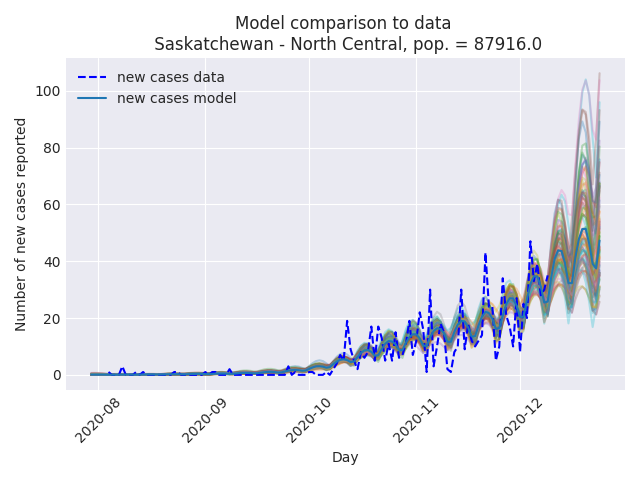 Model comparison to data
Saskatchewan - North Central, pop. = 87916.0
new cases data
new cases model
Number of new cases reported
100
80
60
40
20
0
2020-08
2020-09
2020-10
2020-11
2020-12
Day